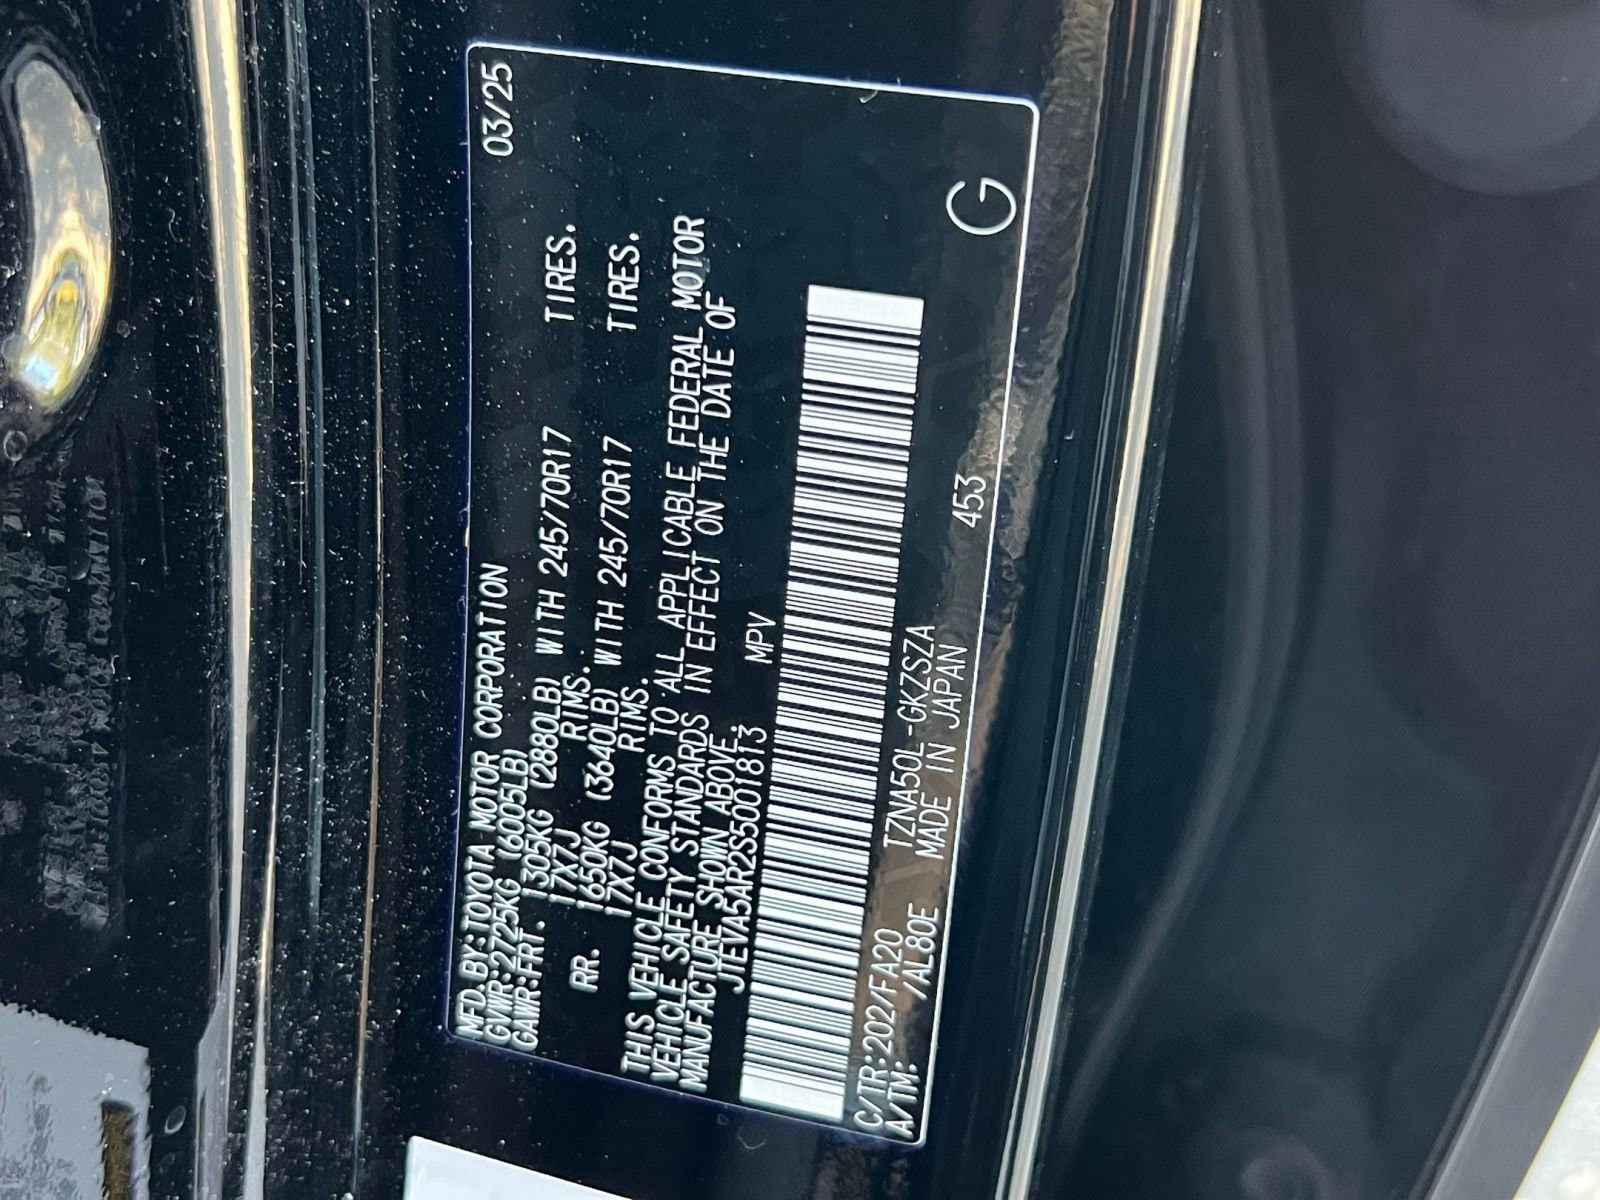 MFD.BY:TOYOTA MOTOR CORPORATION 03/25
GVWR:2725KG (6005LB)
GAWR:FRT. 1305KG (2880LB) WITH 245/70R17 TIRES.
17X7J RIMS.
RR. 1650KG (3640LB) WITH 245/70R17 TIRES.
17X7J RIMS.
THIS VEHICLE CONFORMS TO ALL APPLICABLE FEDERAL MOTOR
VEHICLE SAFETY STANDARDS IN EFFECT ON THE DATE OF
MANUFACTURE SHOWN ABOVE.
JTEVA5AR2S5001813 MPV
C/TR:202/FA20 TZNA50L-GKZSZA 453 G
A/TM: /AL80E MADE IN JAPAN